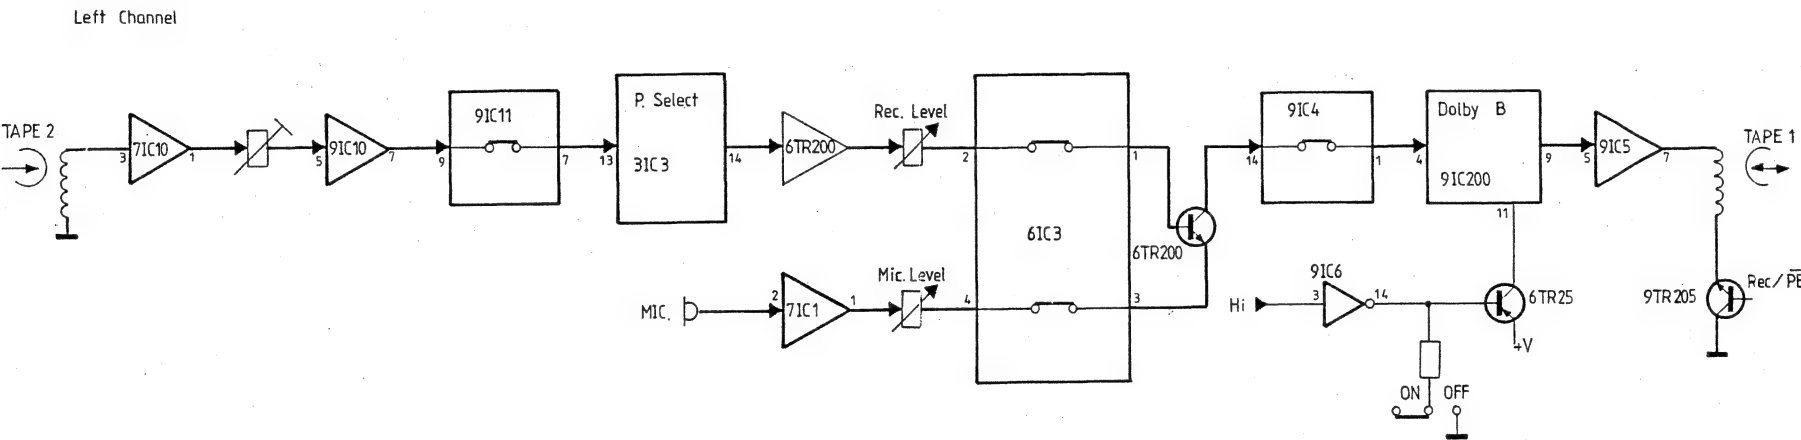 Left Channel
TAPE 2
3
7IC10
1
5
9IC10
7
9IC11
9
7
P. Select
3IC3
13
14
6TR200
Rec. Level
2
1
6IC3
6TR200
MIC.
2
7IC1
1
Mic. Level
4
3
9IC4
14
1
Dolby B
9IC200
4
9
11
5
9IC5
7
TAPE 1
Hi
9IC6
3
14
6TR25
+V
ON OFF
9TR205
Rec/P̅B̅